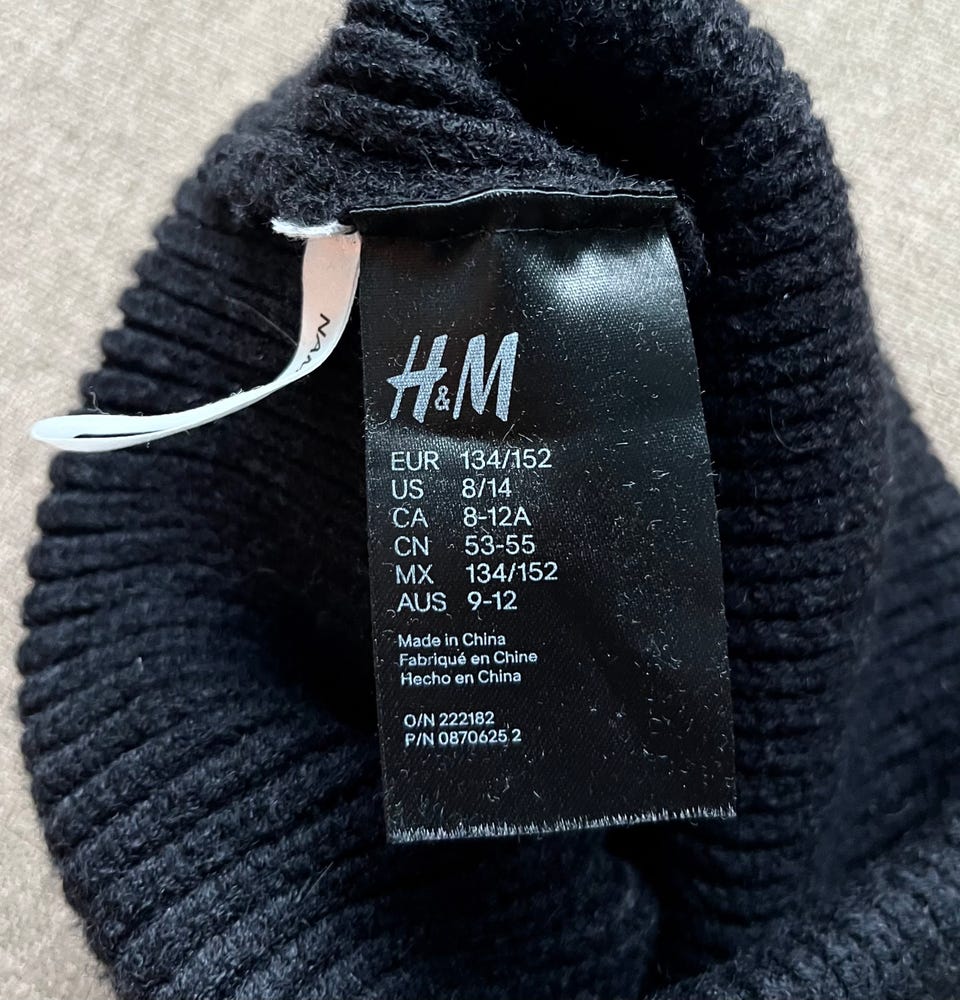 H&M
EUR 134/152
US 8/14
CA 8-12A
CN 53-55
MX 134/152
AUS 9-12
Made in China
Fabriqué en Chine
Hecho en China
O/N 222182
P/N 0870625 2